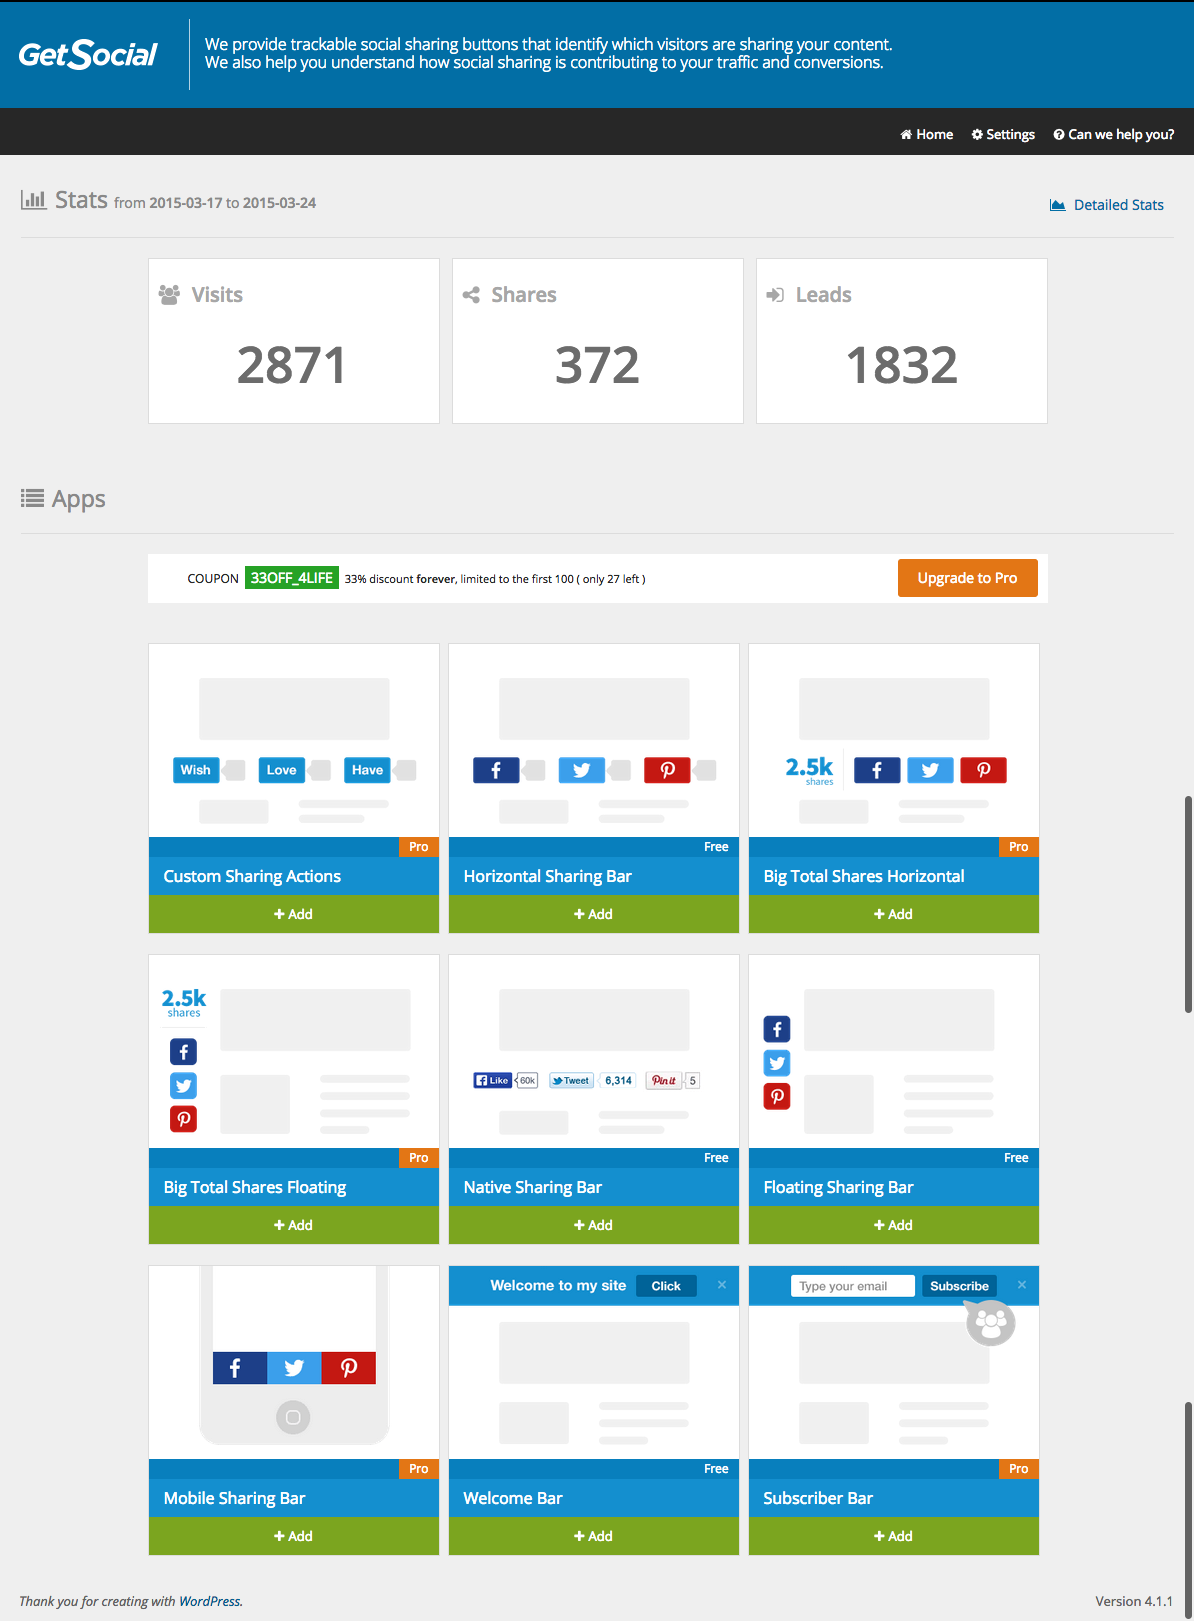 GetSocial
We provide trackable social sharing buttons that identify which visitors are sharing your content.
We also help you understand how social sharing is contributing to your traffic and conversions.
Home Settings Can we help you?
Stats from 2015-03-17 to 2015-03-24
Detailed Stats
Visits
2871
Shares
372
Leads
1832
Apps
COUPON 33OFF_4LIFE 33% discount forever, limited to the first 100 ( only 27 left )
Upgrade to Pro
Wish Love Have
Pro
Custom Sharing Actions
+ Add
Free
Horizontal Sharing Bar
+ Add
2.5k
shares
Pro
Big Total Shares Horizontal
+ Add
2.5k
shares
Pro
Big Total Shares Floating
+ Add
Like 60k Tweet 6,314 Pin it 5
Free
Native Sharing Bar
+ Add
Free
Floating Sharing Bar
+ Add
Pro
Mobile Sharing Bar
+ Add
Welcome to my site Click ×
Free
Welcome Bar
+ Add
Type your email Subscribe ×
Pro
Subscriber Bar
+ Add
Thank you for creating with WordPress.
Version 4.1.1